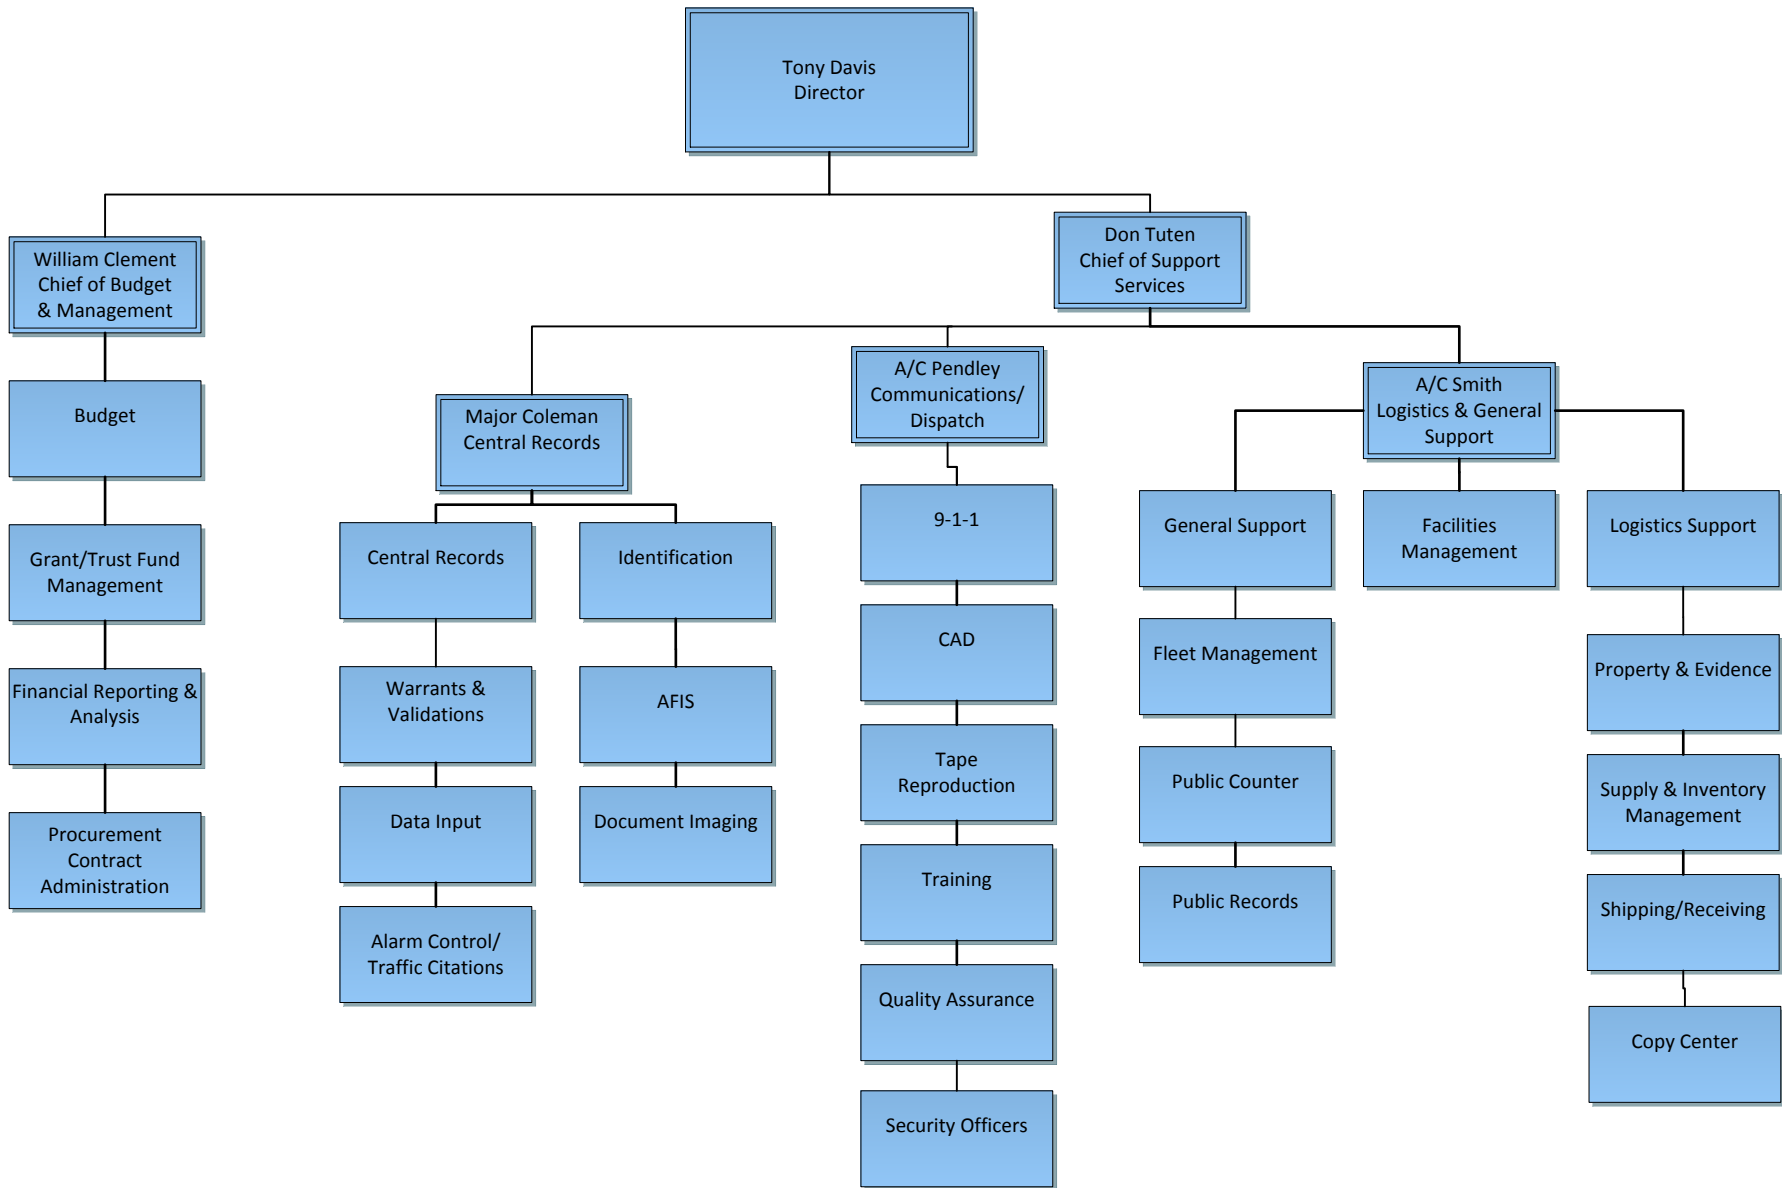 Tony Davis
Director
William Clement
Chief of Budget
& Management
Don Tuten
Chief of Support
Services
Budget
Grant/Trust Fund
Management
Financial Reporting &
Analysis
Procurement
Contract
Administration
Major Coleman
Central Records
Central Records
Warrants &
Validations
Data Input
Alarm Control/
Traffic Citations
Identification
AFIS
Document Imaging
A/C Pendley
Communications/
Dispatch
9-1-1
CAD
Tape
Reproduction
Training
Quality Assurance
Security Officers
A/C Smith
Logistics & General
Support
General Support
Fleet Management
Public Counter
Public Records
Facilities
Management
Logistics Support
Property & Evidence
Supply & Inventory
Management
Shipping/Receiving
Copy Center